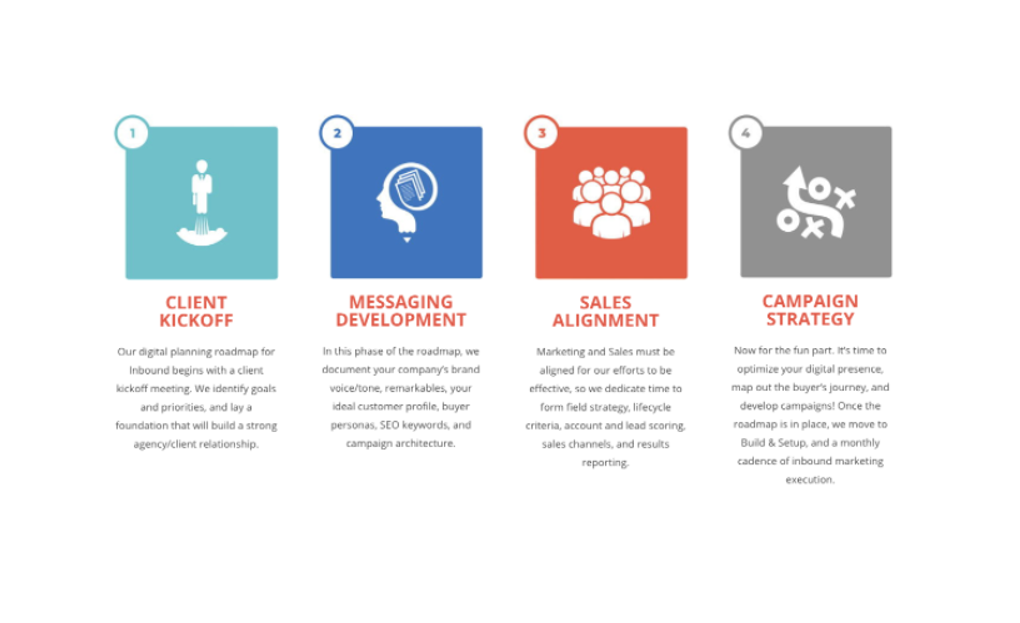 1
CLIENT
KICKOFF
Our digital planning roadmap for
Inbound begins with a client
kickoff meeting. We identify goals
and priorities, and lay a
foundation that will build a strong
agency/client relationship.
2
MESSAGING
DEVELOPMENT
In this phase of the roadmap, we
document your company's brand
voice/tone, remarkables, your
ideal customer profile, buyer
personas, SEO keywords, and
campaign architecture.
3
SALES
ALIGNMENT
Marketing and Sales must be
aligned for our efforts to be
effective, so we dedicate time to
form field strategy, lifecycle
criteria, account and lead scoring,
sales channels, and results
reporting.
4
CAMPAIGN
STRATEGY
Now for the fun part. It's time to
optimize your digital presence,
map out the buyer's journey, and
develop campaigns! Once the
roadmap is in place, we move to
Build & Setup, and a monthly
cadence of inbound marketing
execution.